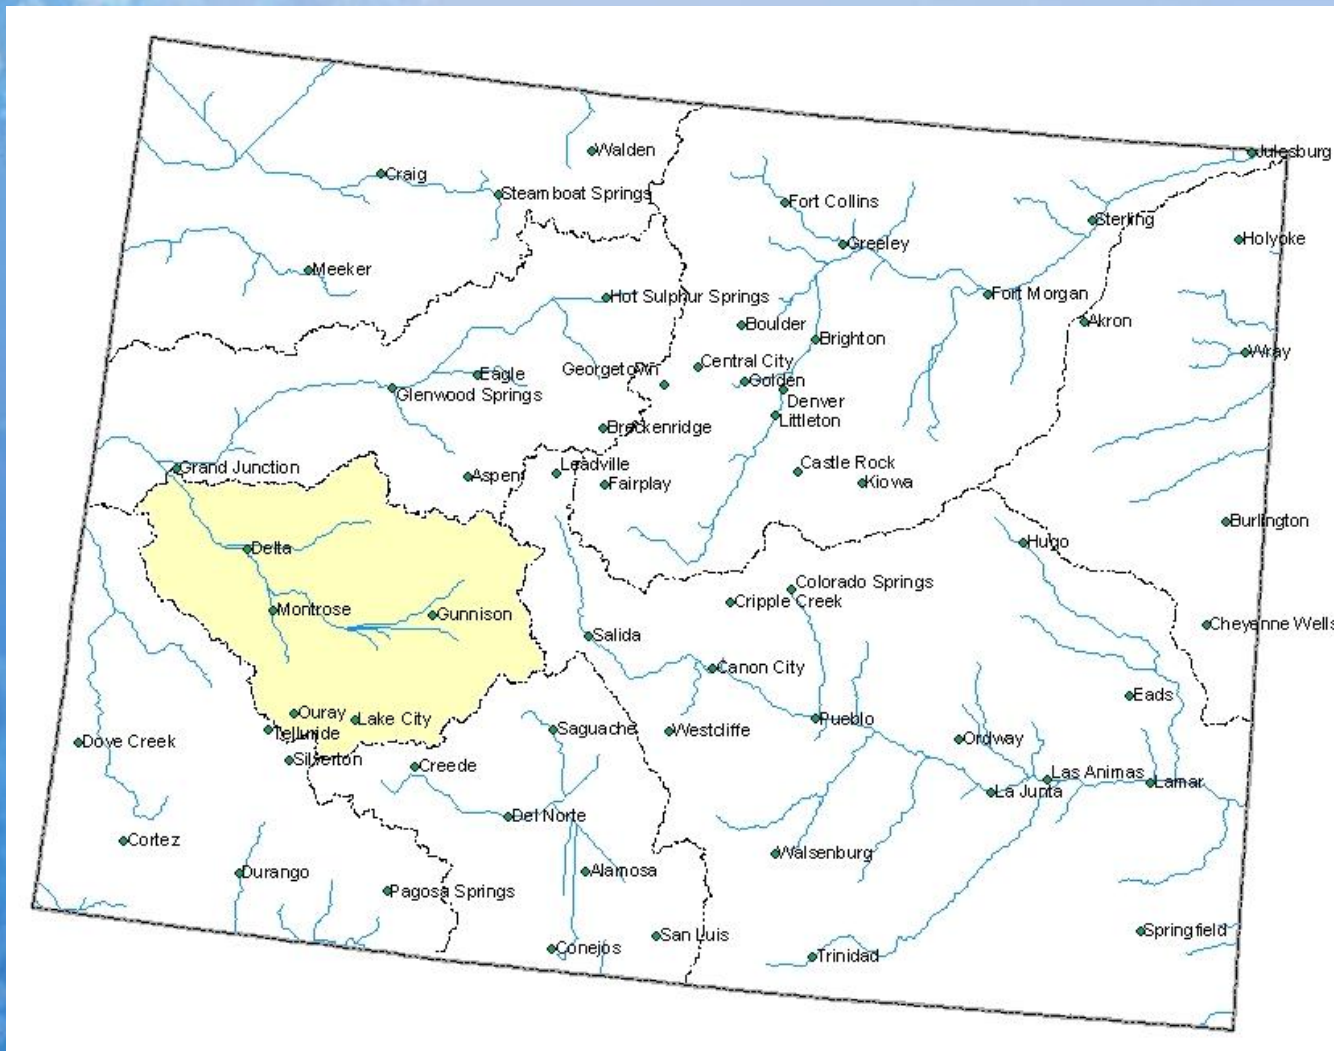 Julesburg
Walden
Craig
Steamboat Springs
Fort Collins
Sterling
Holyoke
Greeley
Meeker
Hot Sulphur Springs
Fort Morgan
Boulder
Akron
Brighton
Wray
Central City
Georgetown
Eagle
Golden
Glenwood Springs
Denver
Littleton
Breckenridge
Grand Junction
Leadville
Castle Rock
Aspen
Fairplay
Kiowa
Burlington
Delta
Hugo
Colorado Springs
Cripple Creek
Montrose
Gunnison
Cheyenne Wells
Salida
Canon City
Eads
Ouray
Lake City
Pueblo
Telluride
Saguache
Westcliffe
Ordway
Dove Creek
Silverton
Creede
Las Animas
Lamar
La Junta
Del Norte
Cortez
Walsenburg
Durango
Alamosa
Pagosa Springs
San Luis
Springfield
Conejos
Trinidad